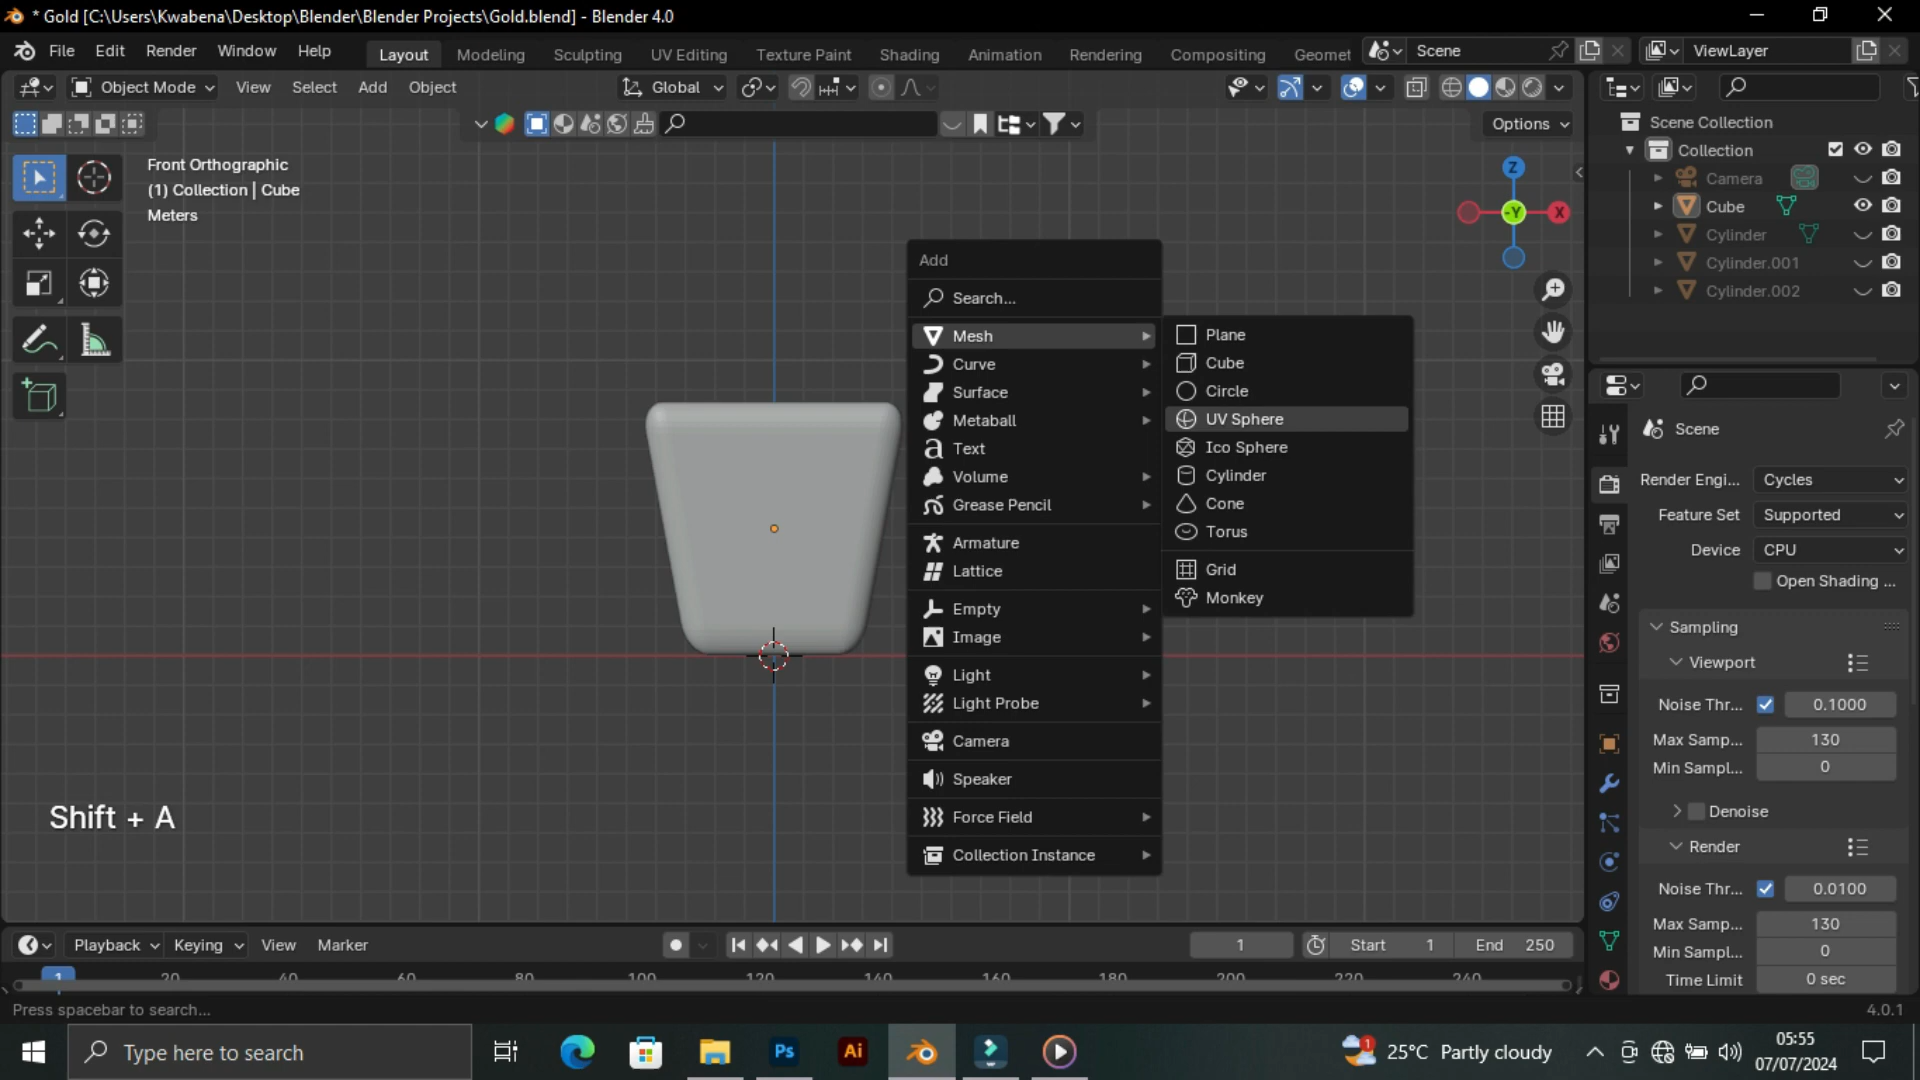 * Gold [C:\Users\Kwabena\Desktop\Blender\Blender Projects\Gold.blend] - Blender 4.0
File Edit Render Window Help Layout Modeling Sculpting UV Editing Texture Paint Shading Animation Rendering Compositing Geomet Scene ViewLayer
Object Mode View Select Add Object Global
Options
Front Orthographic
(1) Collection | Cube
Meters
Z
-Y
X
Scene Collection
Collection
Camera
Cube
Cylinder
Cylinder.001
Cylinder.002
Add
Search...
Mesh
Curve
Surface
Metaball
Text
Volume
Grease Pencil
Armature
Lattice
Empty
Image
Light
Light Probe
Camera
Speaker
Force Field
Collection Instance
Plane
Cube
Circle
UV Sphere
Ico Sphere
Cylinder
Cone
Torus
Grid
Monkey
Shift + A
Scene
Render Engi... Cycles
Feature Set Supported
Device CPU
Open Shading ...
Sampling
Viewport
Noise Thr... 0.1000
Max Samp... 130
Min Sampl... 0
Denoise
Render
Noise Thr... 0.0100
Max Samp... 130
Min Sampl... 0
Time Limit 0 sec
Playback Keying View Marker 1 Start 1 End 250
1 20 40 60 80 100 120 140 160 180 200 220 240
Press spacebar to search... 4.0.1
Type here to search Ps Ai 1 25°C Partly cloudy 05:55
07/07/2024